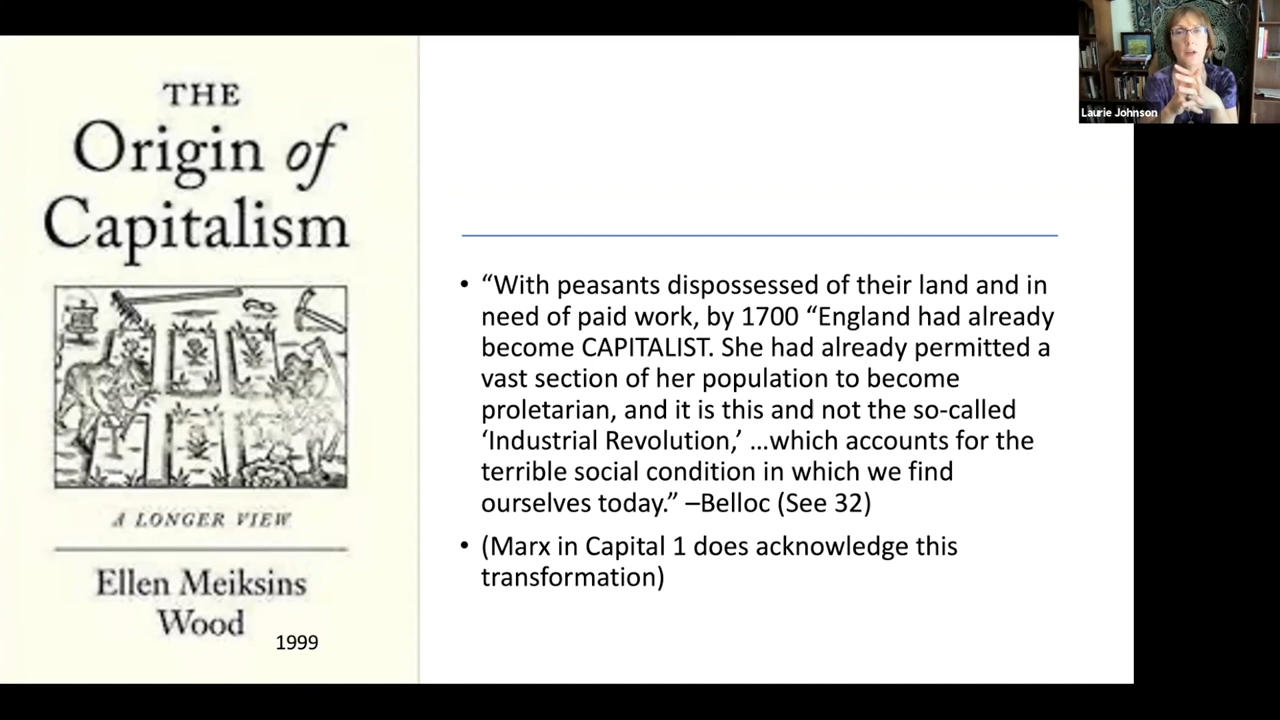 THE
Origin of
Capitalism
A LONGER VIEW
Ellen Meiksins
Wood
1999
• “With peasants dispossessed of their land and in
need of paid work, by 1700 “England had already
become CAPITALIST. She had already permitted a
vast section of her population to become
proletarian, and it is this and not the so-called
‘Industrial Revolution,’ …which accounts for the
terrible social condition in which we find
ourselves today.” –Belloc (See 32)
• (Marx in Capital 1 does acknowledge this
transformation)
Laurie Johnson